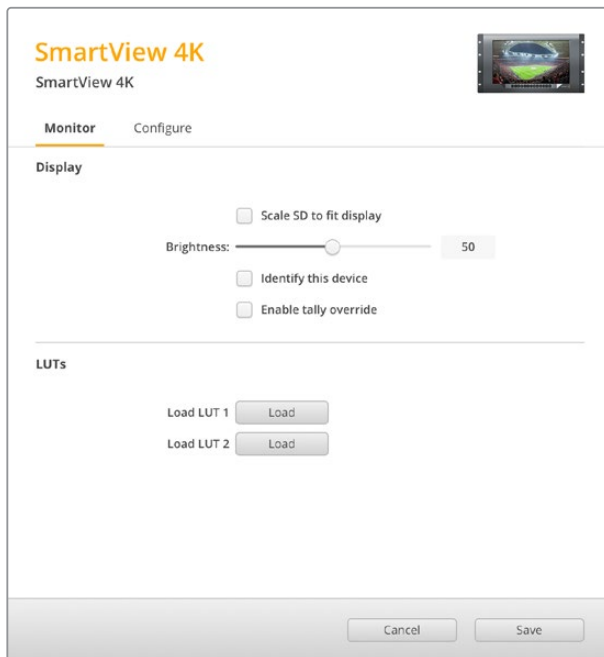 SmartView 4K
SmartView 4K
Monitor Configure
Display
Scale SD to fit display
Brightness: 50
Identify this device
Enable tally override
LUTs
Load LUT 1 Load
Load LUT 2 Load
Cancel Save